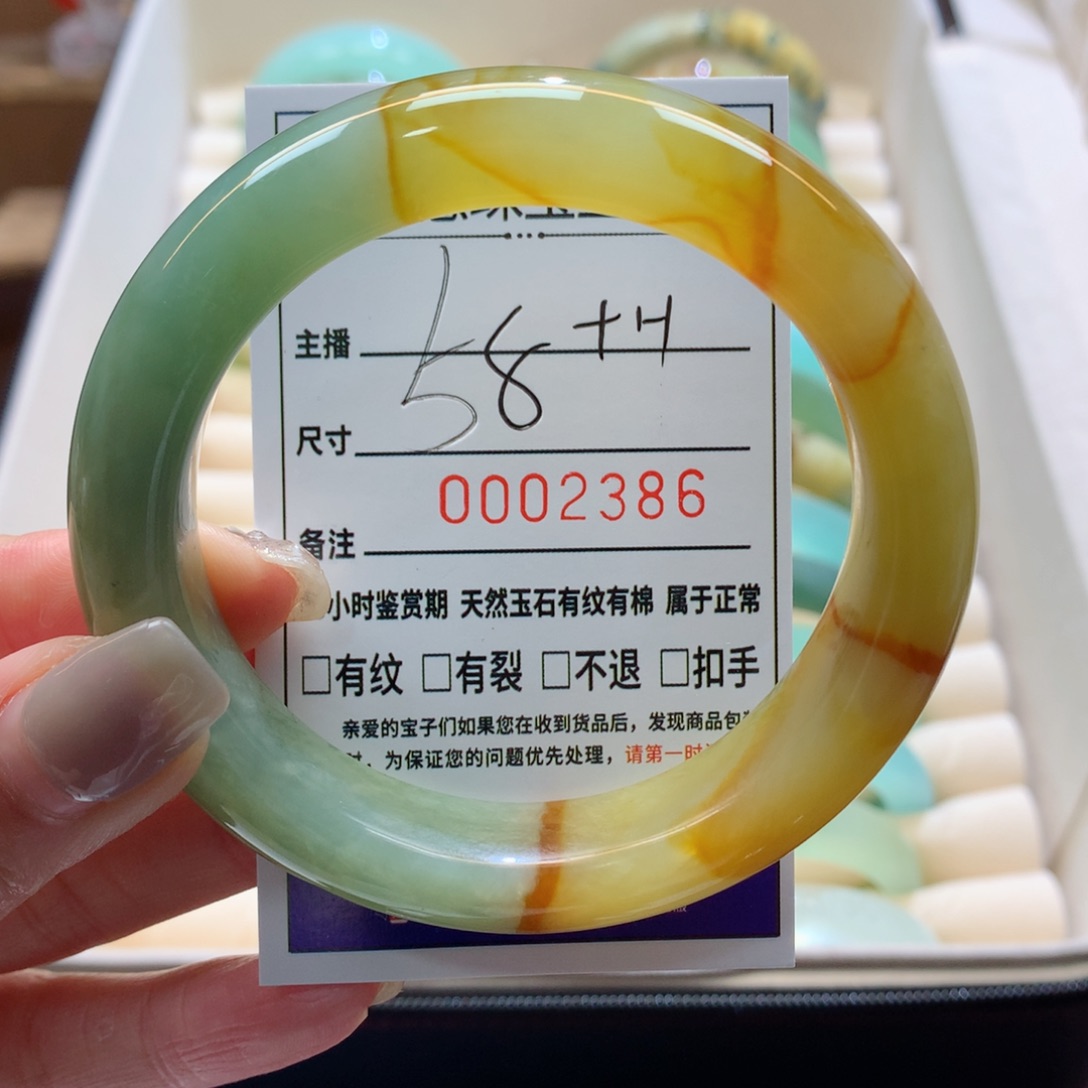 主播
58 +H
尺寸
0002386
备注
小时鉴赏期 天然玉石有纹有棉 属于正常
□有纹 □有裂 □不退 □扣手
亲爱的宝子们如果您在收到货品后，发现商品包
时，为保证您的问题优先处理，请第一时